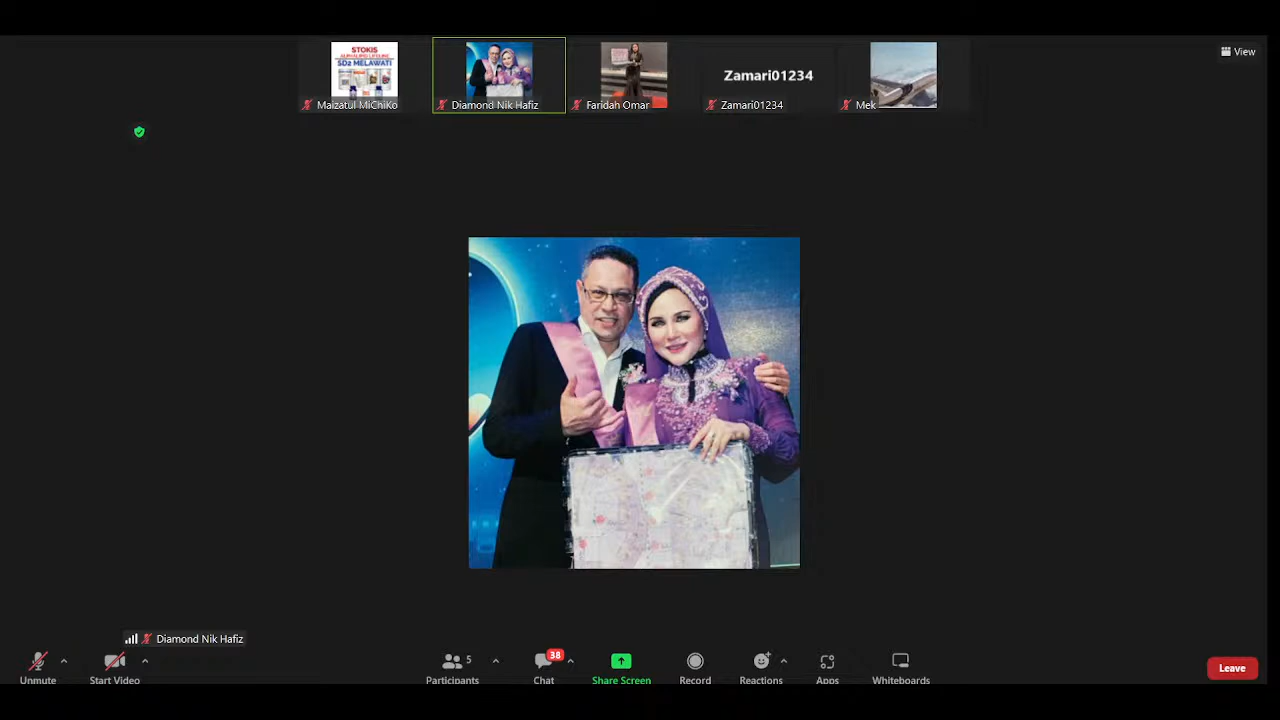 STOKIS
SD2 MELAWATI
Maizatul MiChiKo
Diamond Nik Hafiz
Faridah Omar
Zamari01234
Zamari01234
Mek
View
Diamond Nik Hafiz
Unmute
Start Video
Participants
5
Chat
38
Share Screen
Record
Reactions
Apps
Whiteboards
Leave